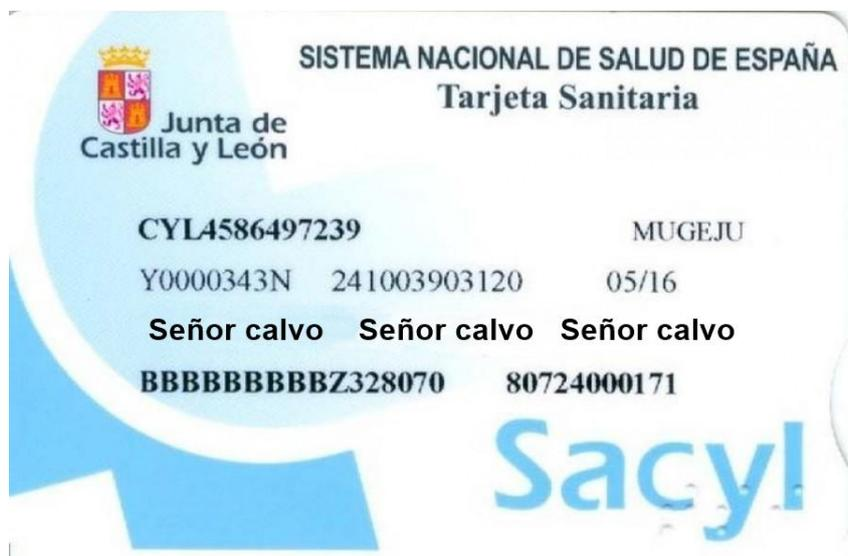 SISTEMA NACIONAL DE SALUD DE ESPAÑA
Tarjeta Sanitaria
Junta de
Castilla y León
CYL4586497239 MUGEJU
Y0000343N 241003903120 05/16
Señor calvo Señor calvo Señor calvo
BBBBBBBBBZ328070 80724000171
Sacyl